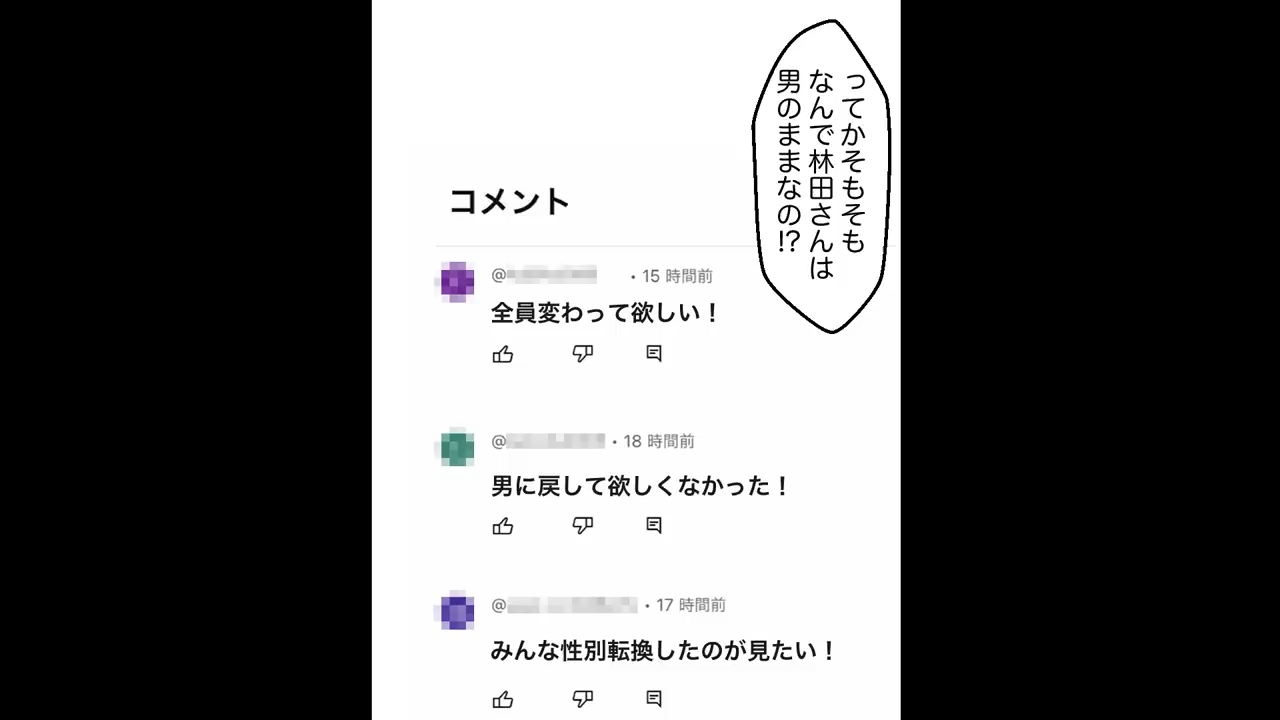 ってかそもそも
なんで林田さんは
男のままなの!?
コメント
@ ・15 時間前
全員変わって欲しい！
@ ・18 時間前
男に戻して欲しくなかった！
@ ・17 時間前
みんな性別転換したのが見たい！